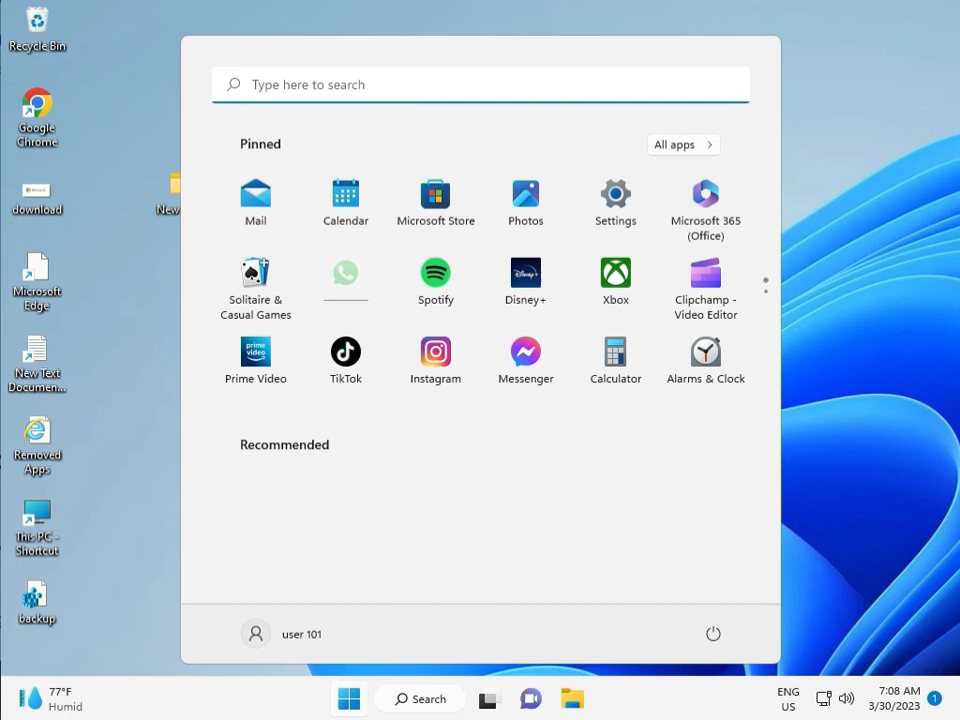 Recycle Bin
Google
Chrome
download
New
Microsoft
Edge
New Text
Documen...
Removed
Apps
This PC -
Shortcut
backup
Type here to search
Pinned
All apps
Mail
Calendar
Microsoft Store
Photos
Settings
Microsoft 365
(Office)
Solitaire &
Casual Games
Spotify
Disney+
Disney+
Xbox
Clipchamp -
Video Editor
prime
video
Prime Video
TikTok
Instagram
Messenger
Calculator
Alarms & Clock
Recommended
user 101
77°F
Humid
Search
ENG
US
7:08 AM
3/30/2023
1